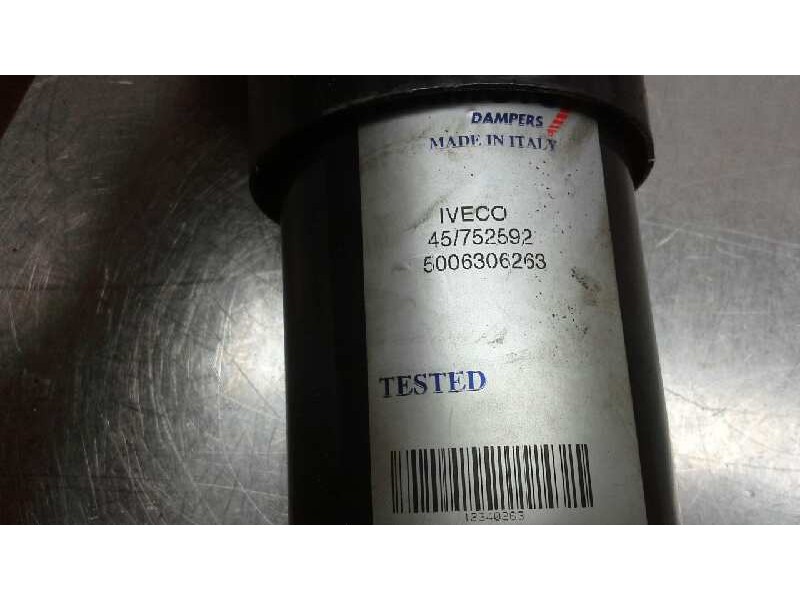 DAMPERS
MADE IN ITALY
IVECO
45/752592
5006306263
TESTED
12340263